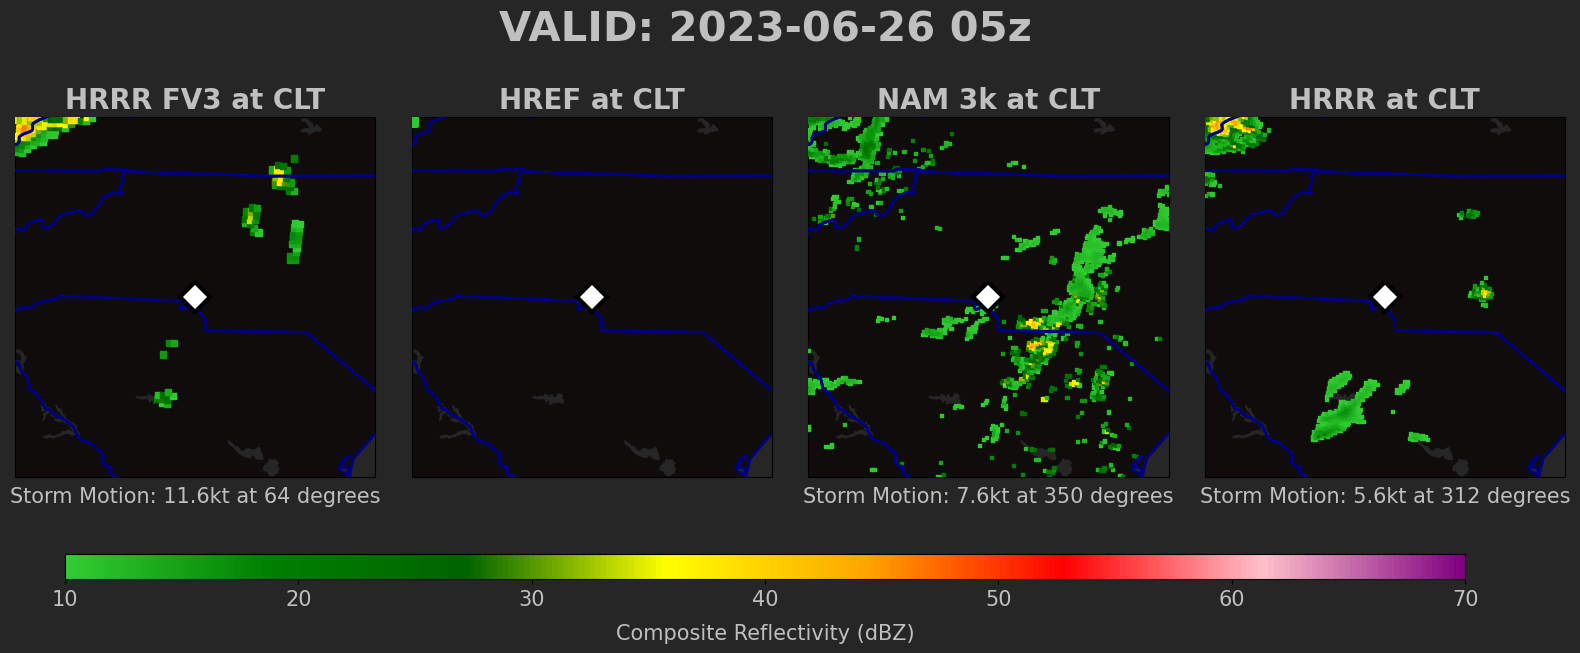 VALID: 2023-06-26 05z
HRRR FV3 at CLT
HREF at CLT
NAM 3k at CLT
HRRR at CLT
Storm Motion: 11.6kt at 64 degrees
Storm Motion: 7.6kt at 350 degrees
Storm Motion: 5.6kt at 312 degrees
10 20 30 40 50 60 70
Composite Reflectivity (dBZ)